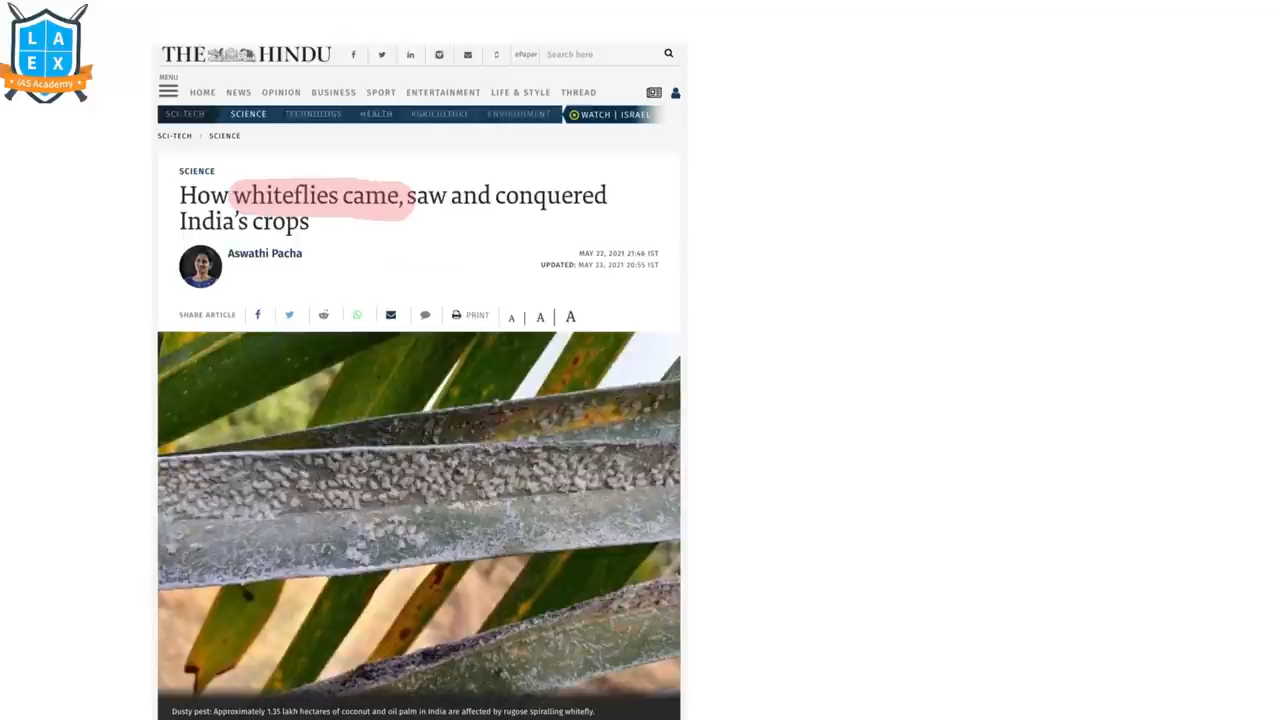 L A
E X
IAS Academy
THE HINDU
ePaper
Search here
MENU
HOME NEWS OPINION BUSINESS SPORT ENTERTAINMENT LIFE & STYLE THREAD
SCI-TECH SCIENCE TECHNOLOGY HEALTH AGRICULTURE ENVIRONMENT WATCH | ISRAEL
SCI-TECH › SCIENCE
SCIENCE
How whiteflies came, saw and conquered
India's crops
Aswathi Pacha
MAY 22, 2021 21:46 IST
UPDATED: MAY 23, 2021 20:55 IST
SHARE ARTICLE
PRINT
A | A | A
Dusty pest: Approximately 1.35 lakh hectares of coconut and oil palm in India are affected by rugose spiralling whitefly.